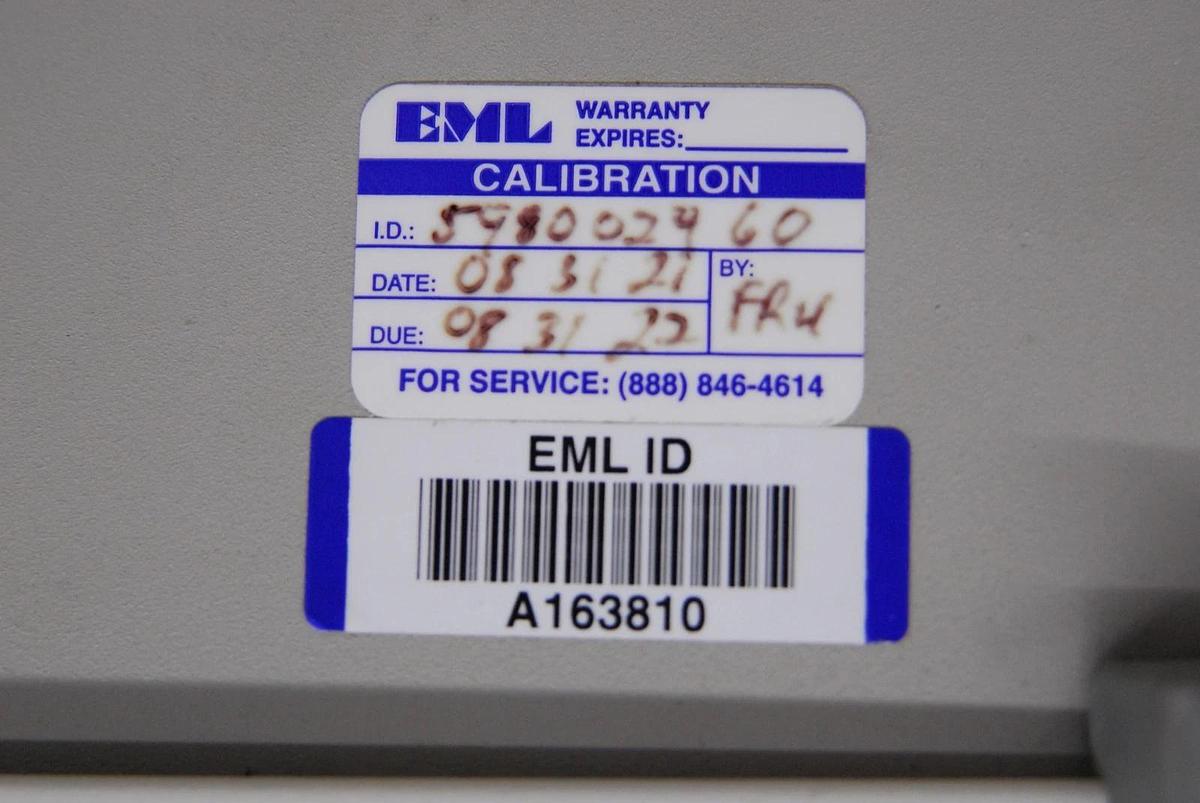 EML WARRANTY
EXPIRES:
CALIBRATION
I.D.: 5980029 60
DATE: 08 31 21
BY:
DUE: 08 31 22
FOR SERVICE: (888) 846-4614
EML ID
A163810